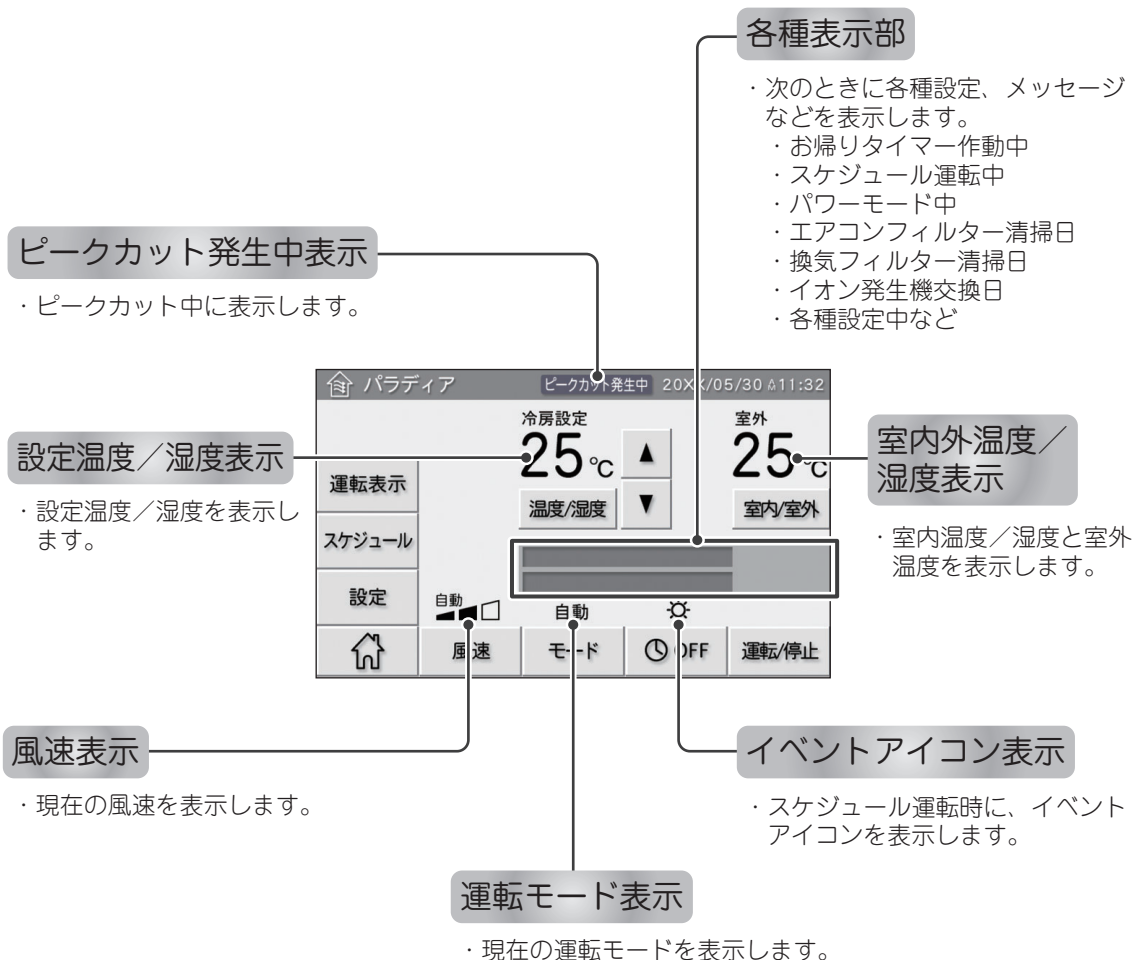 各種表示部
・次のときに各種設定、メッセージ
などを表示します。
・お帰りタイマー作動中
・スケジュール運転中
・パワーモード中
・エアコンフィルター清掃日
・換気フィルター清掃日
・イオン発生機交換日
・各種設定中など
ピークカット発生中表示
・ピークカット中に表示します。
パラディア
ピークカット発生中
20XX/05/30
11:32
設定温度／湿度表示
・設定温度／湿度を表示し
ます。
冷房設定
25℃
▲
▼
温度/湿度
室外
25℃
室内/室外
室内外温度／
湿度表示
・室内温度／湿度と室外
温度を表示します。
運転表示
スケジュール
設定
自動
自動
風速
モード
OFF
運転/停止
風速表示
・現在の風速を表示します。
イベントアイコン表示
・スケジュール運転時に、イベント
アイコンを表示します。
運転モード表示
・現在の運転モードを表示します。